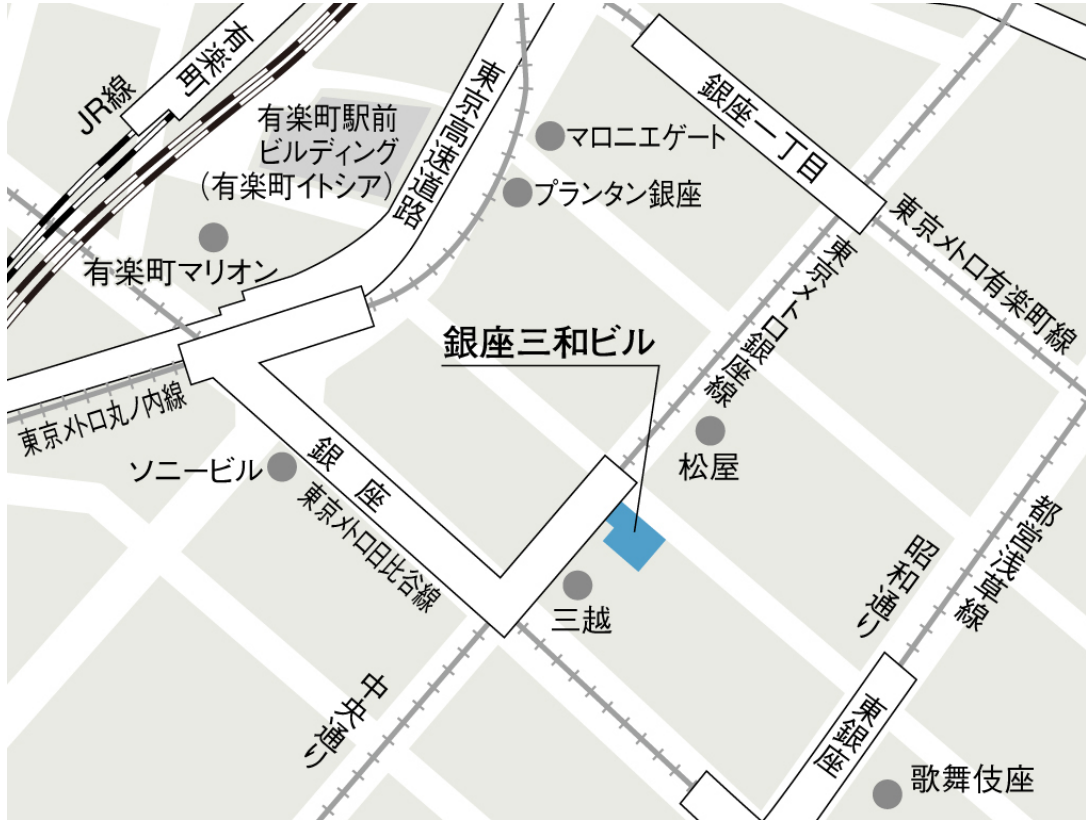 有楽町
JR線
有楽町駅前
ビルディング
（有楽町イトシア）
東京高速道路
マロニエゲート
プランタン銀座
銀座一丁目
有楽町マリオン
東京メトロ有楽町線
東京メトロ銀座線
銀座三和ビル
東京メトロ丸ノ内線
銀座
松屋
ソニービル
東京メトロ日比谷線
都営浅草線
昭和通り
三越
中央通り
東銀座
歌舞伎座